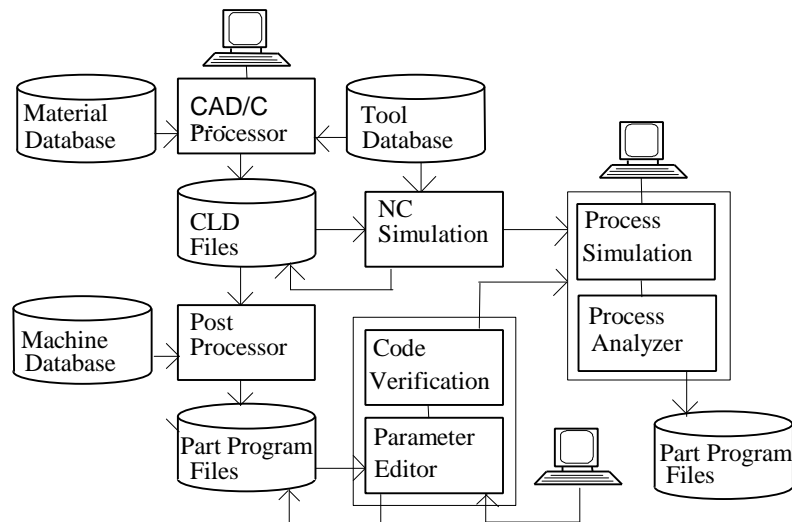 Material
Database
CAD/C
Processor
Tool
Database
CLD
Files
NC
Simulation
Process
Simulation
Process
Analyzer
Machine
Database
Post
Processor
Code
Verification
Part Program
Files
Parameter
Editor
Part Program
Files